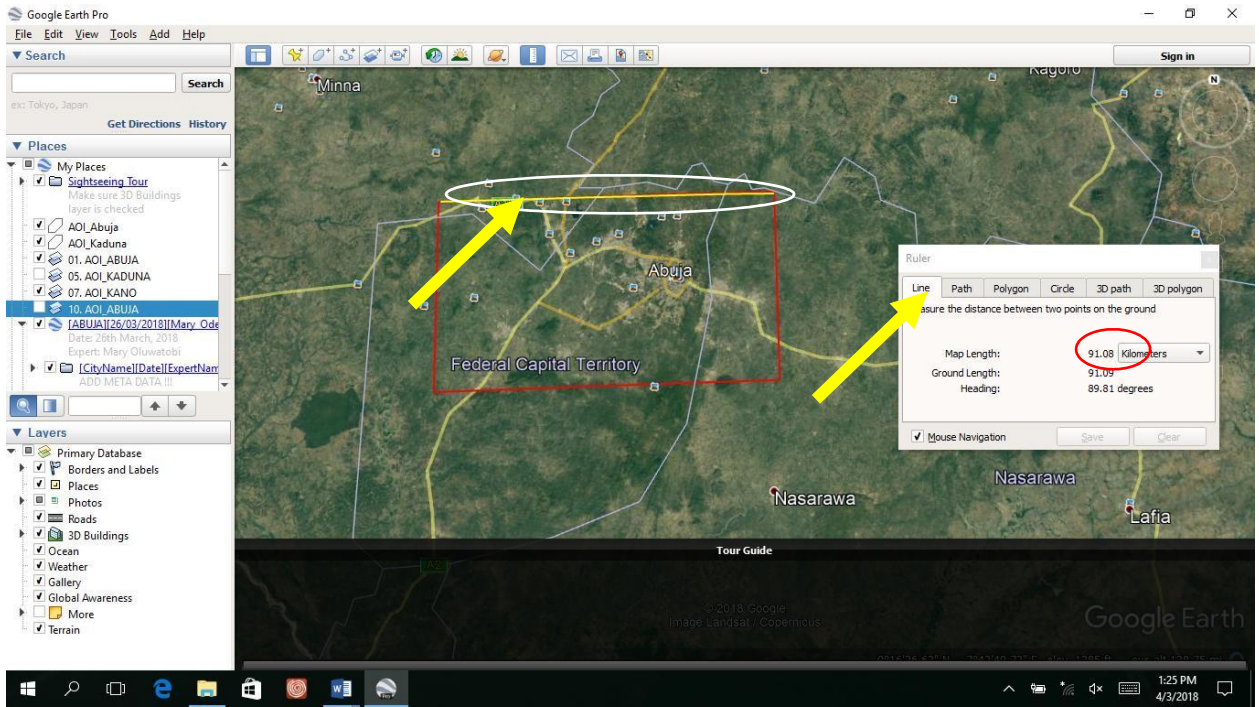 Google Earth Pro
File Edit View Tools Add Help
Search
Sign in
Search
ex: Tokyo, Japan
Get Directions History
Places
My Places
Sightseeing Tour
Make sure 3D Buildings
layer is checked
AOI_Abuja
AOI_Kaduna
01. AOI_ABUJA
05. AOI_KADUNA
07. AOI_KANO
10. AOI_ABUJA
[ABUJA][26/03/2018][Mary_Ode
Date: 26th March, 2018
Expert: Mary Oluwatobi
[CityName][Date][ExpertNam
ADD META DATA !!!
Layers
Primary Database
Borders and Labels
Places
Photos
Roads
3D Buildings
Ocean
Weather
Gallery
Global Awareness
More
Terrain
Minna
Kagoro
N
Abuja
Federal Capital Territory
Nasarawa
Nasarawa
Lafia
Ruler
Line Path Polygon Circle 3D path 3D polygon
easure the distance between two points on the ground
Map Length: 91.08 Kilometers
Ground Length: 91.09
Heading: 89.81 degrees
Mouse Navigation Save Clear
Tour Guide
© 2018 Google
Image Landsat / Copernicus
Google Earth
1:25 PM
4/3/2018